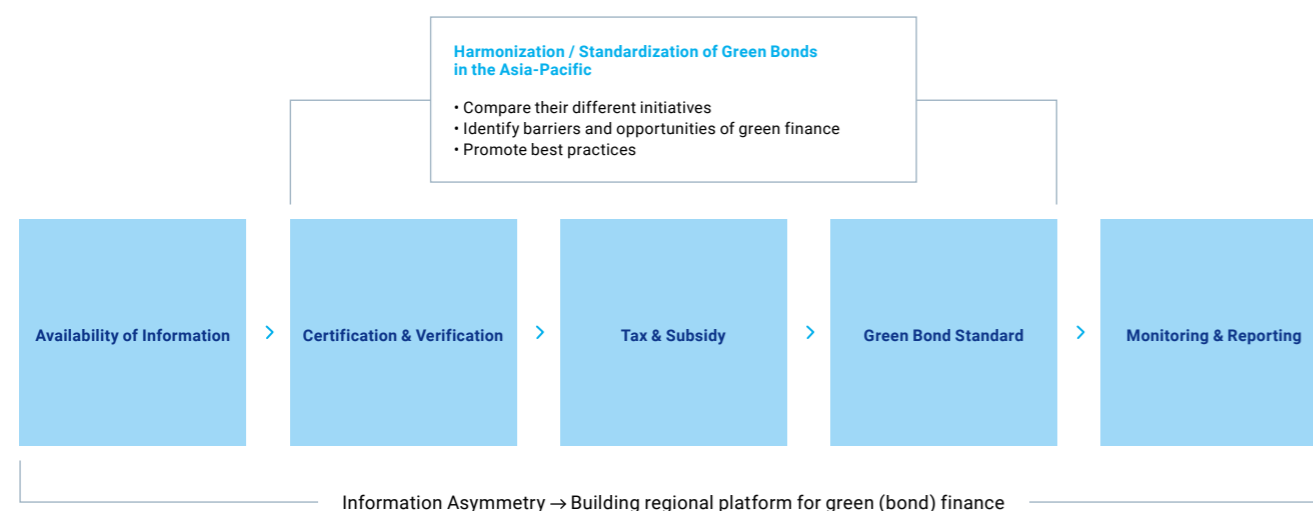 Harmonization / Standardization of Green Bonds
in the Asia-Pacific
• Compare their different initiatives
• Identify barriers and opportunities of green finance
• Promote best practices
Availability of Information > Certification & Verification > Tax & Subsidy > Green Bond Standard > Monitoring & Reporting
Information Asymmetry → Building regional platform for green (bond) finance